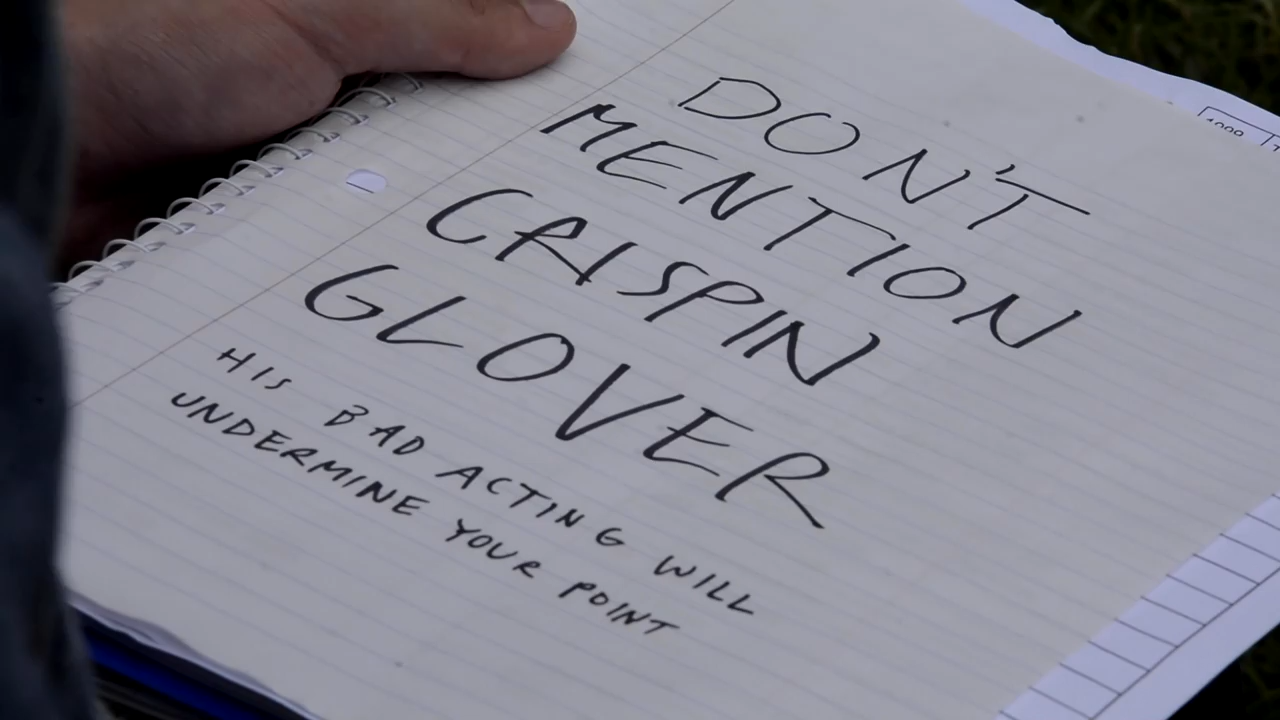 DON'T
MENTION
CRISPIN
GLOVER
HIS BAD ACTING WILL
UNDERMINE YOUR POINT